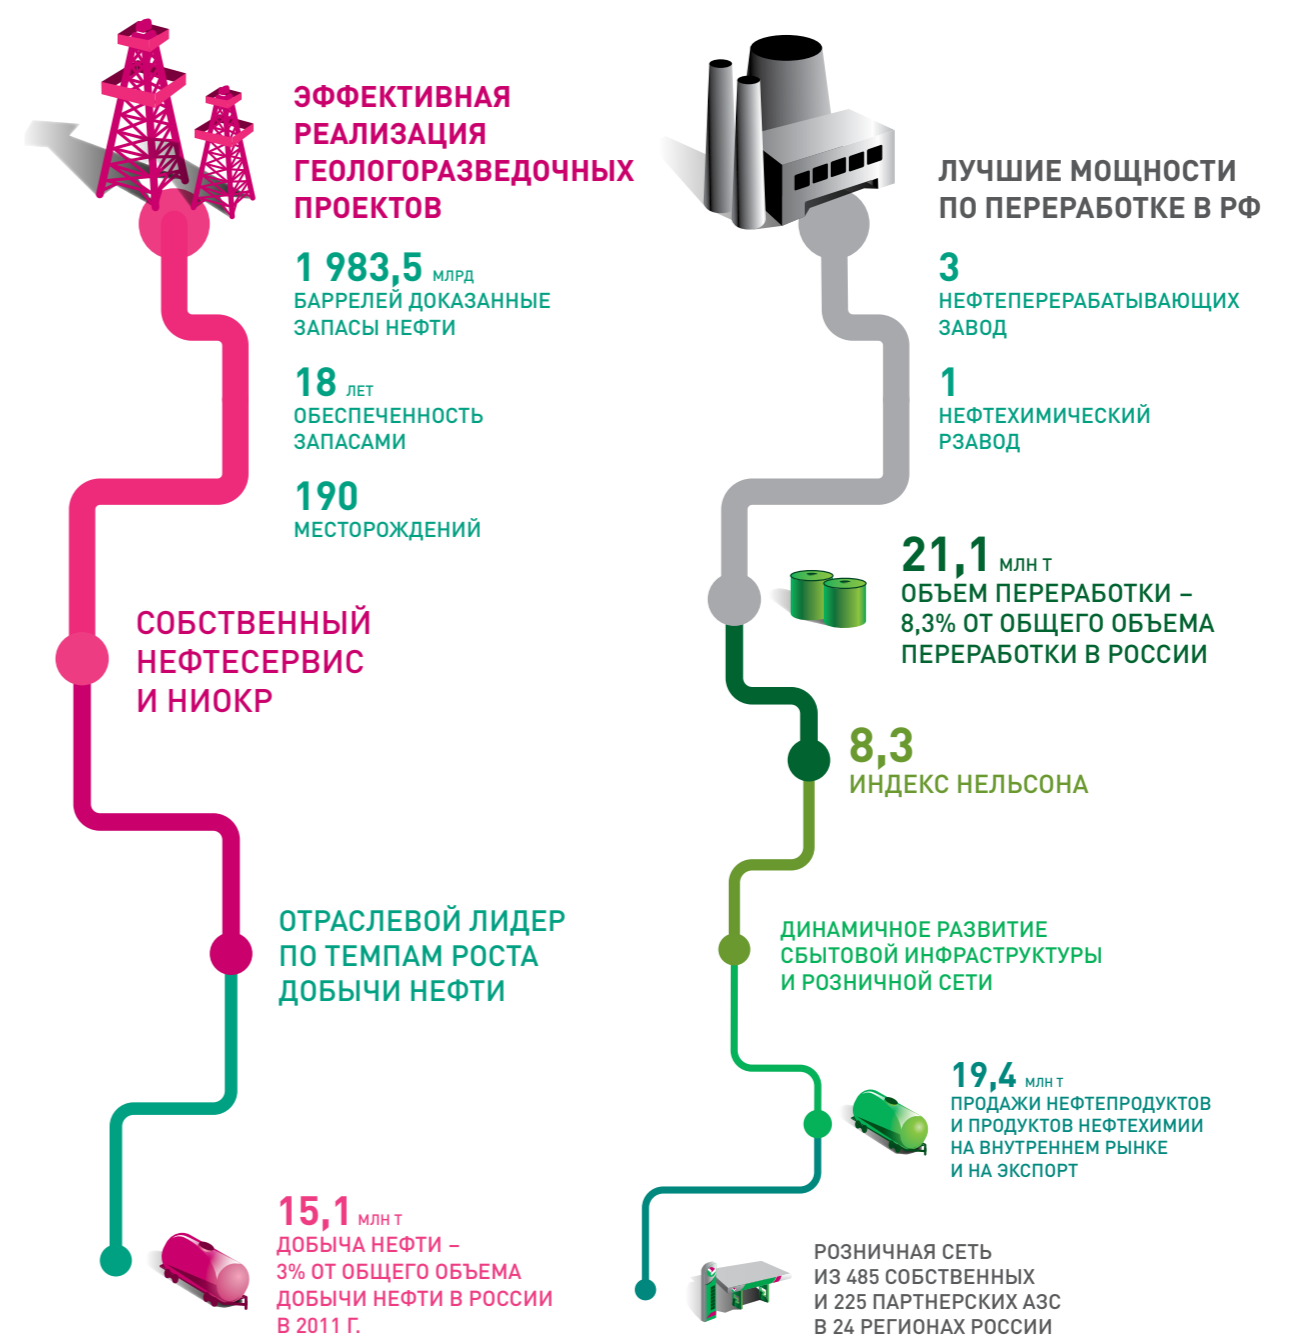 ЭФФЕКТИВНАЯ
РЕАЛИЗАЦИЯ
ГЕОЛОГОРАЗВЕДОЧНЫХ
ПРОЕКТОВ
1 983,5 МЛРД
БАРРЕЛЕЙ ДОКАЗАННЫЕ
ЗАПАСЫ НЕФТИ
18 ЛЕТ
ОБЕСПЕЧЕННОСТЬ
ЗАПАСАМИ
190
МЕСТОРОЖДЕНИЙ
СОБСТВЕННЫЙ
НЕФТЕСЕРВИС
И НИОКР
ОТРАСЛЕВОЙ ЛИДЕР
ПО ТЕМПАМ РОСТА
ДОБЫЧИ НЕФТИ
15,1 МЛН Т
ДОБЫЧА НЕФТИ –
3% ОТ ОБЩЕГО ОБЪЕМА
ДОБЫЧИ НЕФТИ В РОССИИ
В 2011 Г.
ЛУЧШИЕ МОЩНОСТИ
ПО ПЕРЕРАБОТКЕ В РФ
3
НЕФТЕПЕРЕРАБАТЫВАЮЩИХ
ЗАВОД
1
НЕФТЕХИМИЧЕСКИЙ
РЗАВОД
21,1 МЛН Т
ОБЪЕМ ПЕРЕРАБОТКИ –
8,3% ОТ ОБЩЕГО ОБЪЕМА
ПЕРЕРАБОТКИ В РОССИИ
8,3
ИНДЕКС НЕЛЬСОНА
ДИНАМИЧНОЕ РАЗВИТИЕ
СБЫТОВОЙ ИНФРАСТРУКТУРЫ
И РОЗНИЧНОЙ СЕТИ
19,4 МЛН Т
ПРОДАЖИ НЕФТЕПРОДУКТОВ
И ПРОДУКТОВ НЕФТЕХИМИИ
НА ВНУТРЕННЕМ РЫНКЕ
И НА ЭКСПОРТ
РОЗНИЧНАЯ СЕТЬ
ИЗ 485 СОБСТВЕННЫХ
И 225 ПАРТНЕРСКИХ АЗС
В 24 РЕГИОНАХ РОССИИ